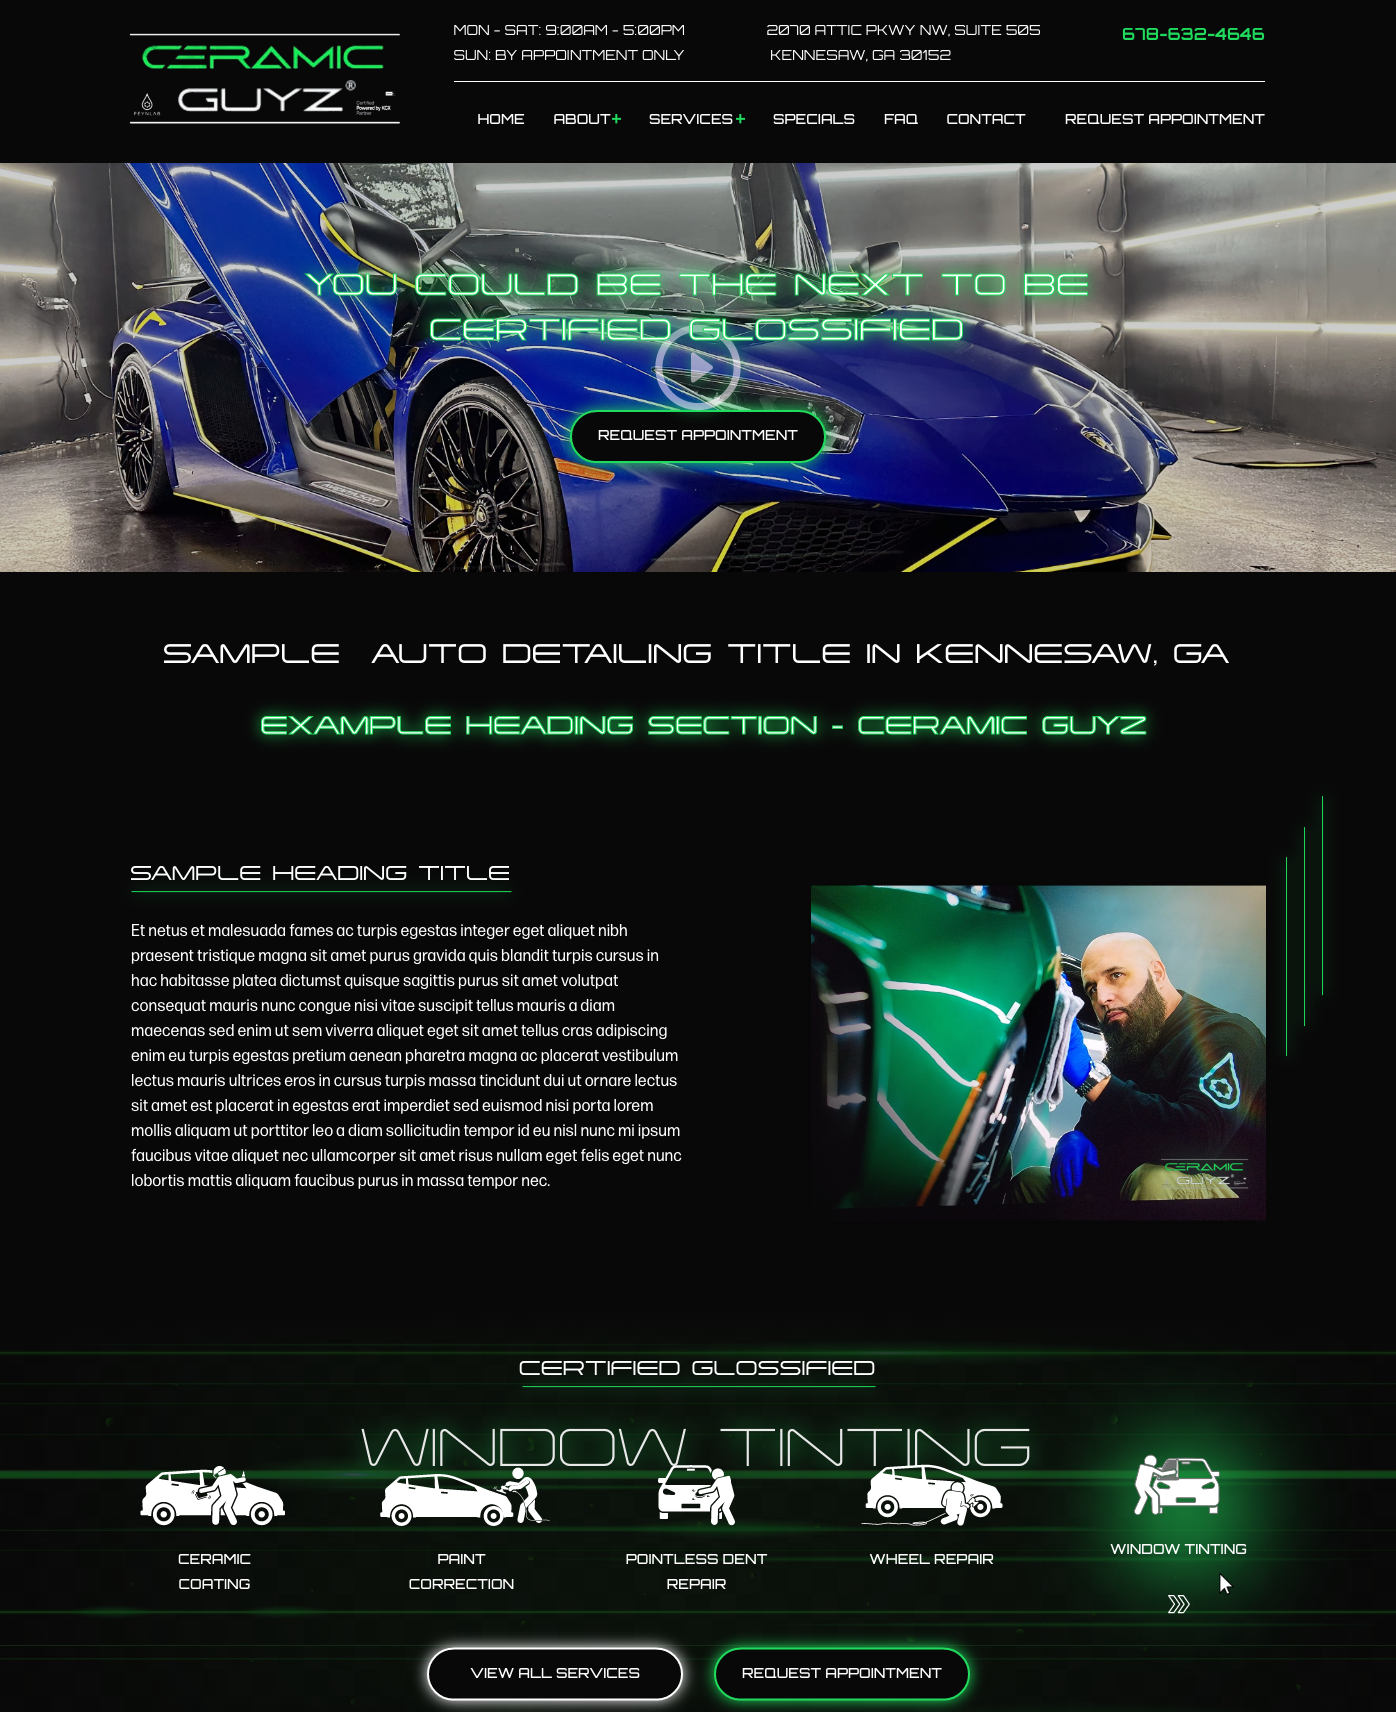 CERAMIC
GUYZ®
FEYNLAB
Certified
Powered by KCX
Partner
MON - SAT: 9:00AM - 5:00PM
SUN: BY APPOINTMENT ONLY
2070 ATTIC PKWY NW, SUITE 505
KENNESAW, GA 30152
678-632-4646
HOME ABOUT+ SERVICES+ SPECIALS FAQ CONTACT REQUEST APPOINTMENT
YOU COULD BE THE NEXT TO BE
CERTIFIED GLOSSIFIED
REQUEST APPOINTMENT
SAMPLE AUTO DETAILING TITLE IN KENNESAW, GA
EXAMPLE HEADING SECTION - CERAMIC GUYZ
SAMPLE HEADING TITLE
Et netus et malesuada fames ac turpis egestas integer eget aliquet nibh
praesent tristique magna sit amet purus gravida quis blandit turpis cursus in
hac habitasse platea dictumst quisque sagittis purus sit amet volutpat
consequat mauris nunc congue nisi vitae suscipit tellus mauris a diam
maecenas sed enim ut sem viverra aliquet eget sit amet tellus cras adipiscing
enim eu turpis egestas pretium aenean pharetra magna ac placerat vestibulum
lectus mauris ultrices eros in cursus turpis massa tincidunt dui ut ornare lectus
sit amet est placerat in egestas erat imperdiet sed euismod nisi porta lorem
mollis aliquam ut porttitor leo a diam sollicitudin tempor id eu nisl nunc mi ipsum
faucibus vitae aliquet nec ullamcorper sit amet risus nullam eget felis eget nunc
lobortis mattis aliquam faucibus purus in massa tempor nec.
CERAMIC
GUYZ
CERTIFIED GLOSSIFIED
WINDOW TINTING
CERAMIC
COATING
PAINT
CORRECTION
POINTLESS DENT
REPAIR
WHEEL REPAIR
WINDOW TINTING
VIEW ALL SERVICES
REQUEST APPOINTMENT